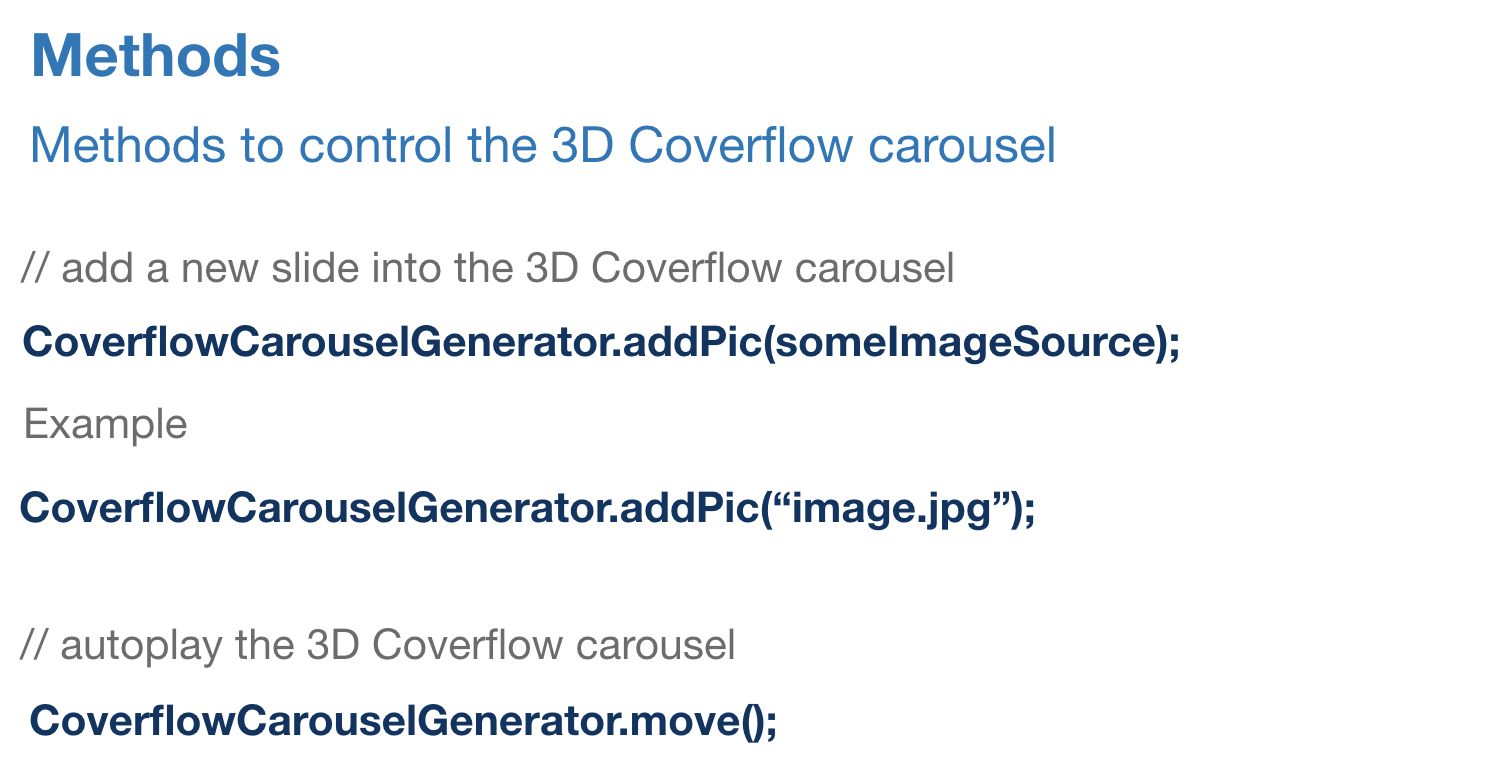 Methods
Methods to control the 3D Coverflow carousel
// add a new slide into the 3D Coverflow carousel
CoverflowCarouselGenerator.addPic(someImageSource);
Example
CoverflowCarouselGenerator.addPic(“image.jpg”);
// autoplay the 3D Coverflow carousel
CoverflowCarouselGenerator.move();